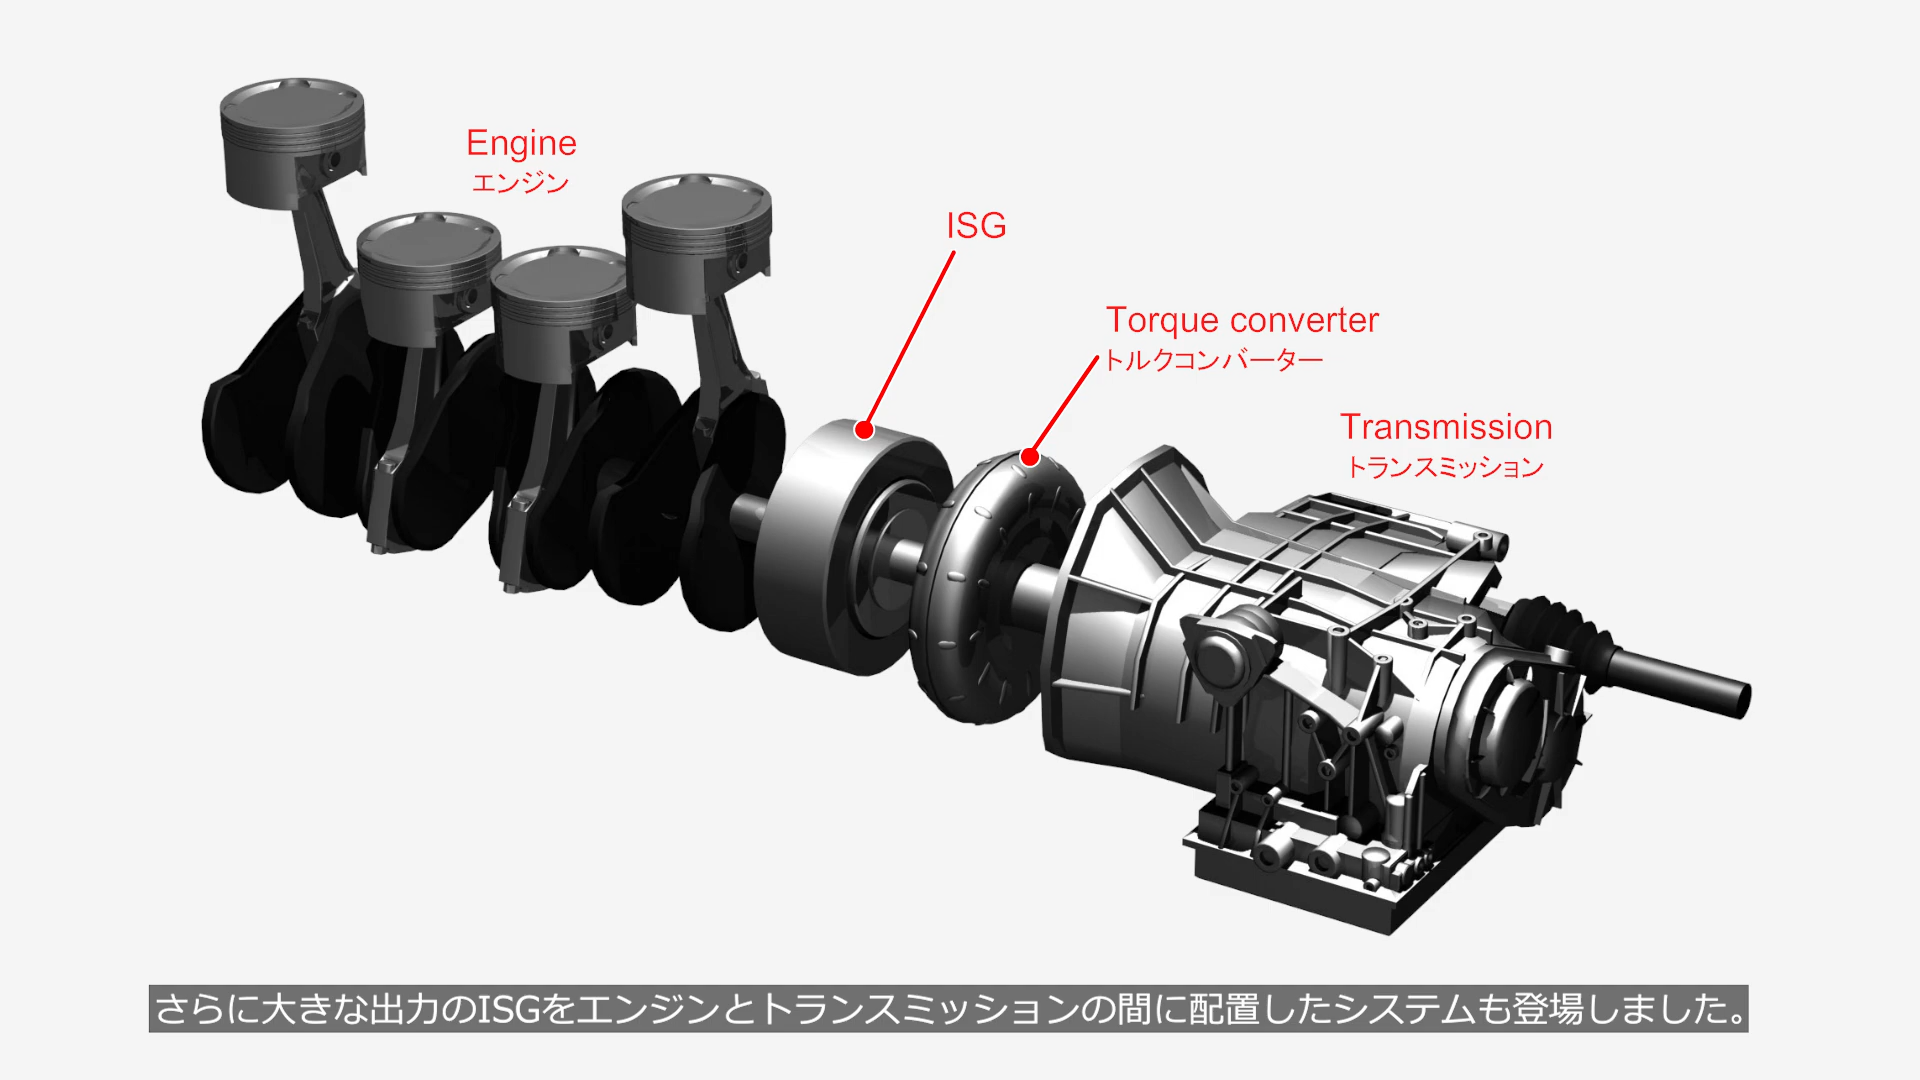 Engine
エンジン
ISG
Torque converter
トルクコンバーター
Transmission
トランスミッション
さらに大きな出力のISGをエンジンとトランスミッションの間に配置したシステムも登場しました。